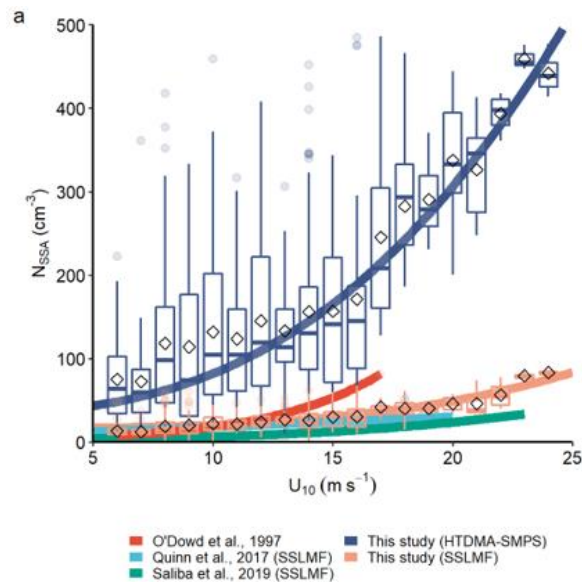 a
500
400
300
200
100
0
N_SSA (cm⁻³)
5 10 15 20 25
U₁₀ (m s⁻¹)
O'Dowd et al., 1997
Quinn et al. 2017 (SSLMF)
Saliba et al. 2019 (SSLMF)
This study (HTDMA-SMPS)
This study (SSLMF)